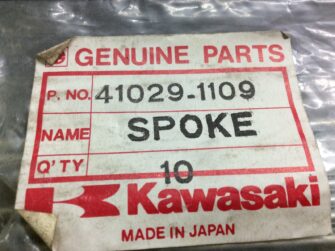 GENUINE PARTS
P. NO. 41029-1109
NAME SPOKE
Q'TY 10
Kawasaki
MADE IN JAPAN